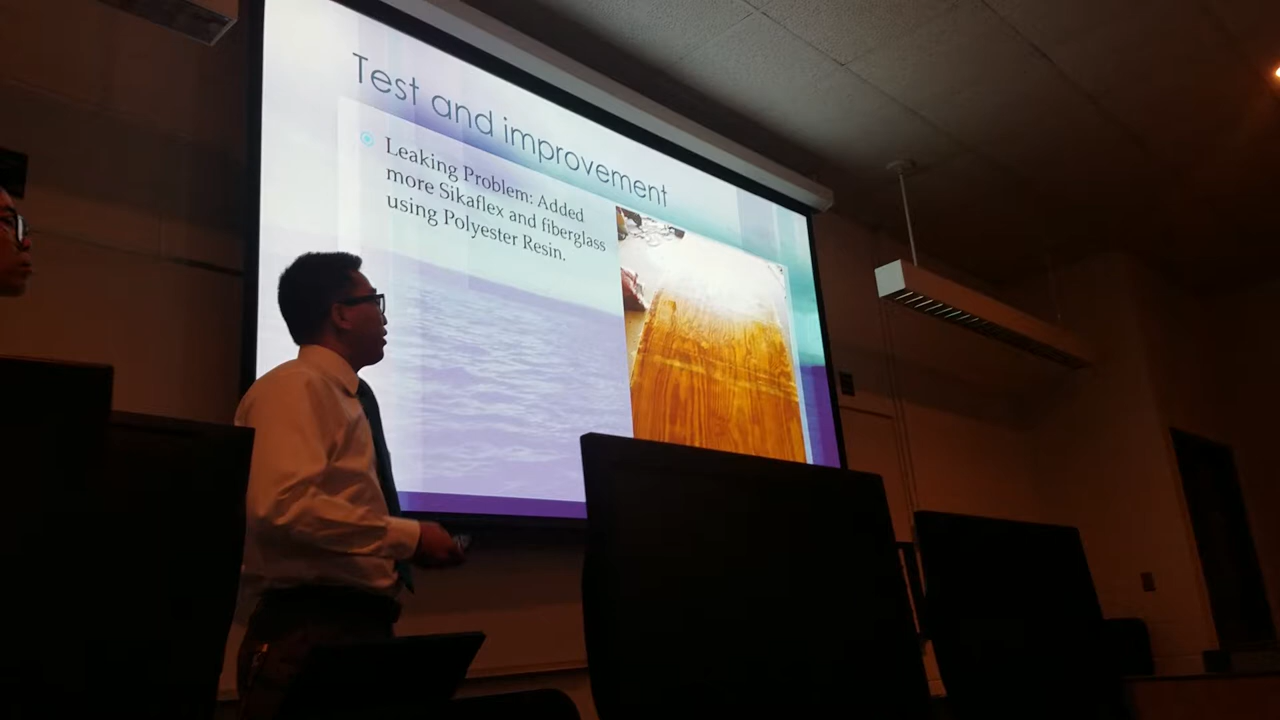 Test and improvement
Leaking Problem: Added
more Sikaflex and fiberglass
using Polyester Resin.